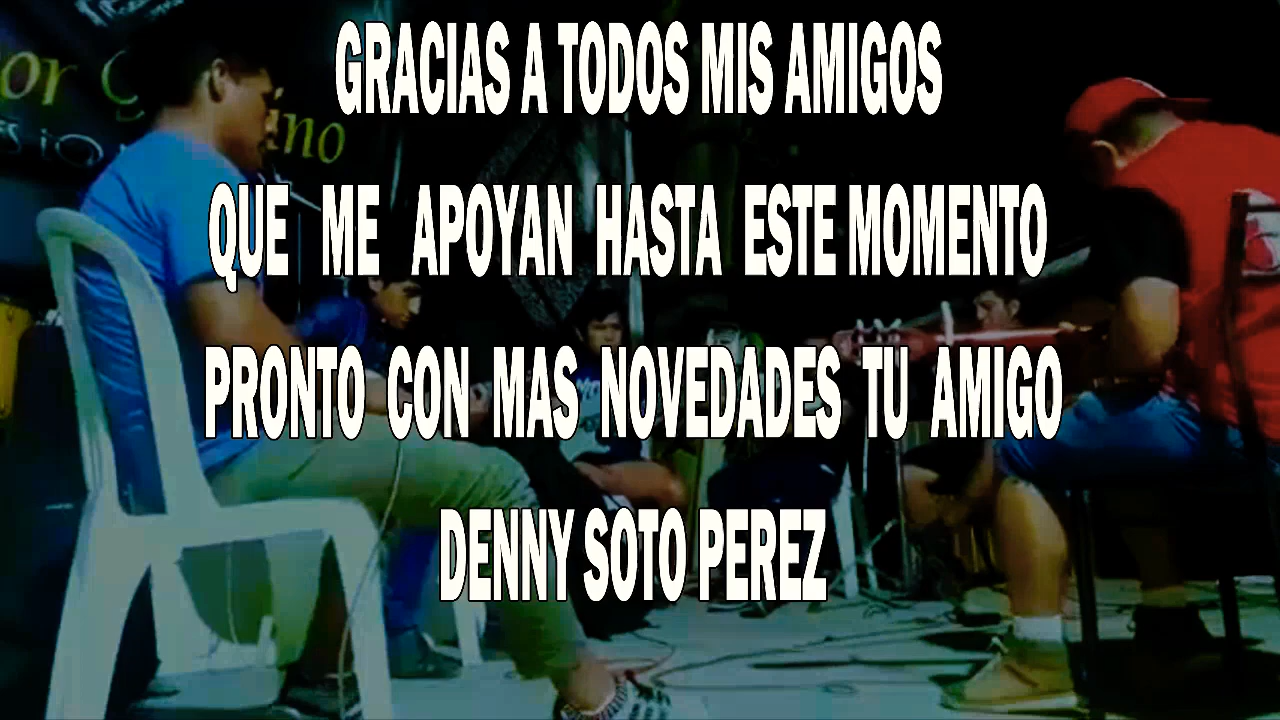 GRACIAS A TODOS MIS AMIGOS
QUE ME APOYAN HASTA ESTE MOMENTO
PRONTO CON MAS NOVEDADES TU AMIGO
DENNY SOTO PEREZ